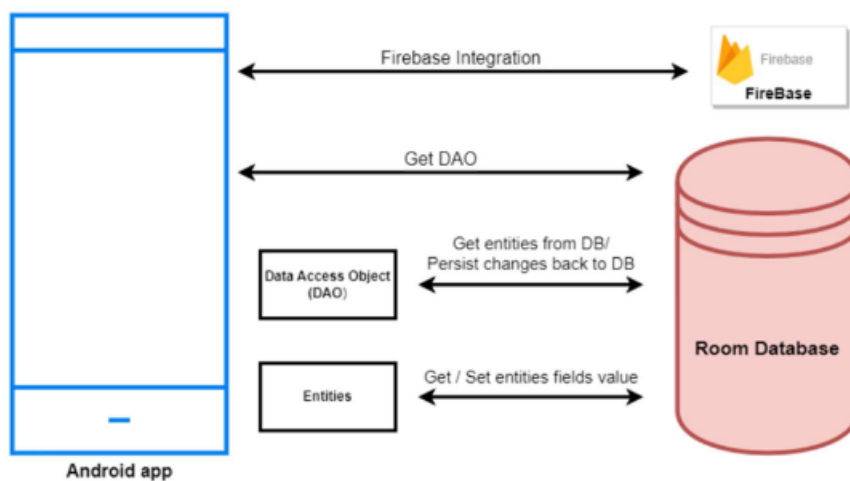 Firebase Integration
Firebase
FireBase
Get DAO
Get entities from DB/
Persist changes back to DB
Data Access Object
(DAO)
Room Database
Get / Set entities fields value
Entities
Android app